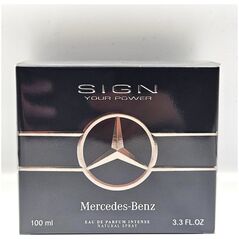 SIGN
YOUR POWER
Mercedes-Benz
EAU DE PARFUM INTENSE
NATURAL SPRAY
100 ml
3.3 FL.OZ